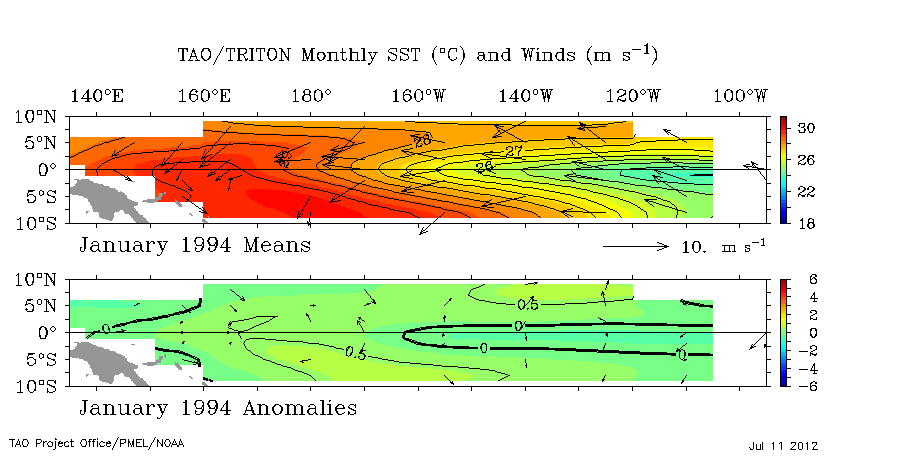 TAO/TRITON Monthly SST (°C) and Winds (m s⁻¹)
140°E 160°E 180° 160°W 140°W 120°W 100°W
10°N
5°N
0°
5°S
10°S
28
27
26
30
26
22
18
January 1994 Means
10. m s⁻¹
10°N
5°N
0°
5°S
10°S
0
0.5
0
0
0.5
0
6
4
2
0
−2
−4
−6
January 1994 Anomalies
TAO Project Office/PMEL/NOAA
Jul 11 2012